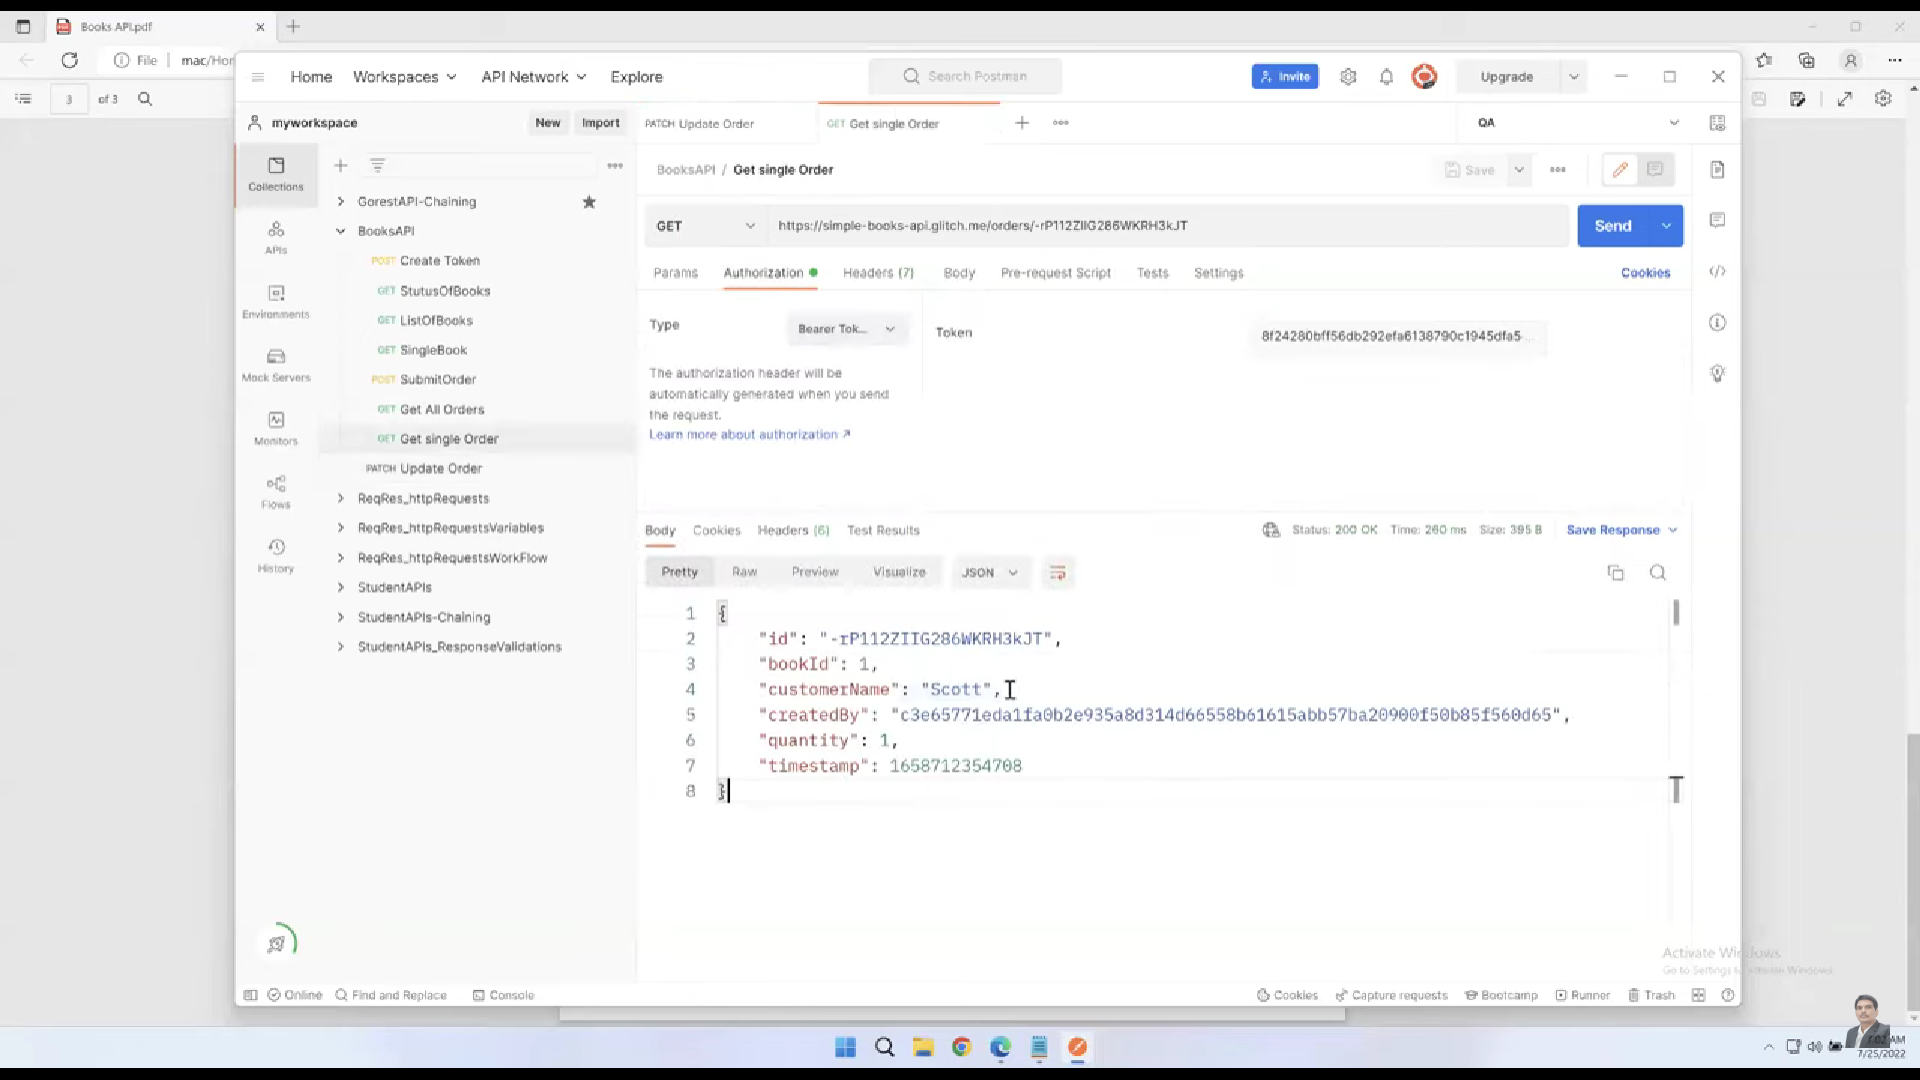 Books API.pdf
File
mac/Hor
3 of 3
Home Workspaces API Network Explore
Search Postman
Invite
Upgrade
myworkspace
New Import
PATCH Update Order
GET Get single Order
QA
Collections
APIs
Environments
Mock Servers
Monitors
Flows
History
GorestAPI-Chaining
BooksAPI
POST Create Token
GET StutusOfBooks
GET ListOfBooks
GET SingleBook
POST SubmitOrder
GET Get All Orders
GET Get single Order
PATCH Update Order
ReqRes_httpRequests
ReqRes_httpRequestsVariables
ReqRes_httpRequestsWorkFlow
StudentAPIs
StudentAPIs-Chaining
StudentAPIs_ResponseValidations
BooksAPI / Get single Order
Save
GET
https://simple-books-api.glitch.me/orders/-rP112ZIIG286WKRH3kJT
Send
Params Authorization Headers (7) Body Pre-request Script Tests Settings
Cookies
Type
Bearer Tok...
The authorization header will be
automatically generated when you send
the request.
Learn more about authorization ↗
Token
8f24280bff56db292efa6138790c1945dfa5...
Body Cookies Headers (6) Test Results
Status: 200 OK Time: 260 ms Size: 395 B Save Response
Pretty Raw Preview Visualize JSON
1 {
2 "id": "-rP112ZIIG286WKRH3kJT",
3 "bookId": 1,
4 "customerName": "Scott",
5 "createdBy": "c3e65771eda1fa0b2e935a8d314d66558b61615abb57ba20900f50b85f560d65",
6 "quantity": 1,
7 "timestamp": 1658712354708
8 }
Activate Windows
Go to Settings to activate Windows.
Online Find and Replace Console
Cookies Capture requests Bootcamp Runner Trash
AM
7/25/2022